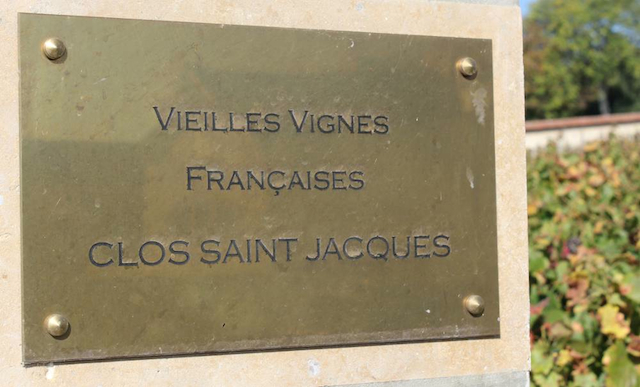 Vieilles Vignes
Françaises
CLOS SAINT JACQUES